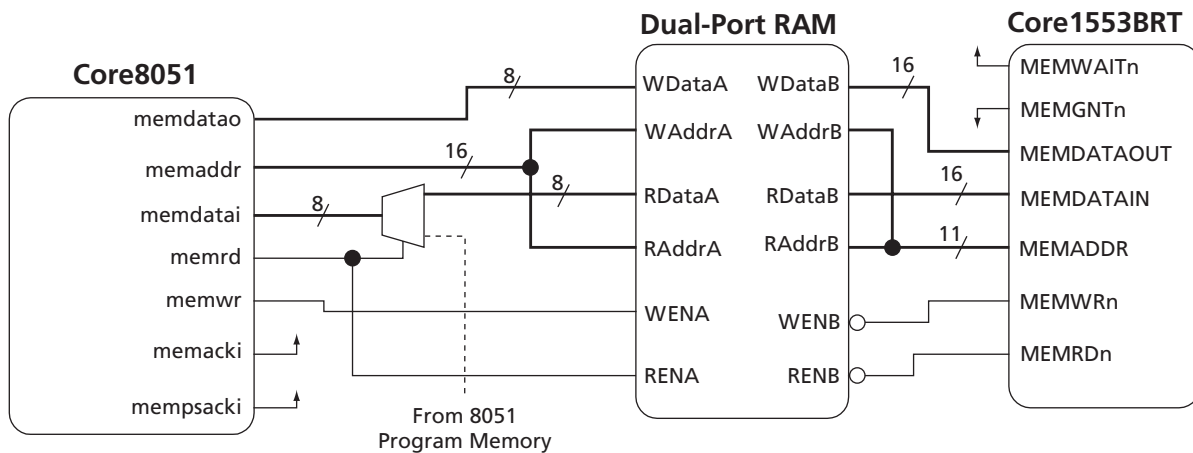 Core8051
Dual-Port RAM
Core1553BRT
memdatao
memaddr
memdatai
memrd
memwr
memacki
mempsacki
8
16
8
8
From 8051
Program Memory
WDataA
WAddrA
RDataA
RAddrA
WENA
RENA
WDataB
WAddrB
RDataB
RAddrB
WENB
RENB
16
16
11
MEMWAITn
MEMGNTn
MEMDATAOUT
MEMDATAIN
MEMADDR
MEMWRn
MEMRDn